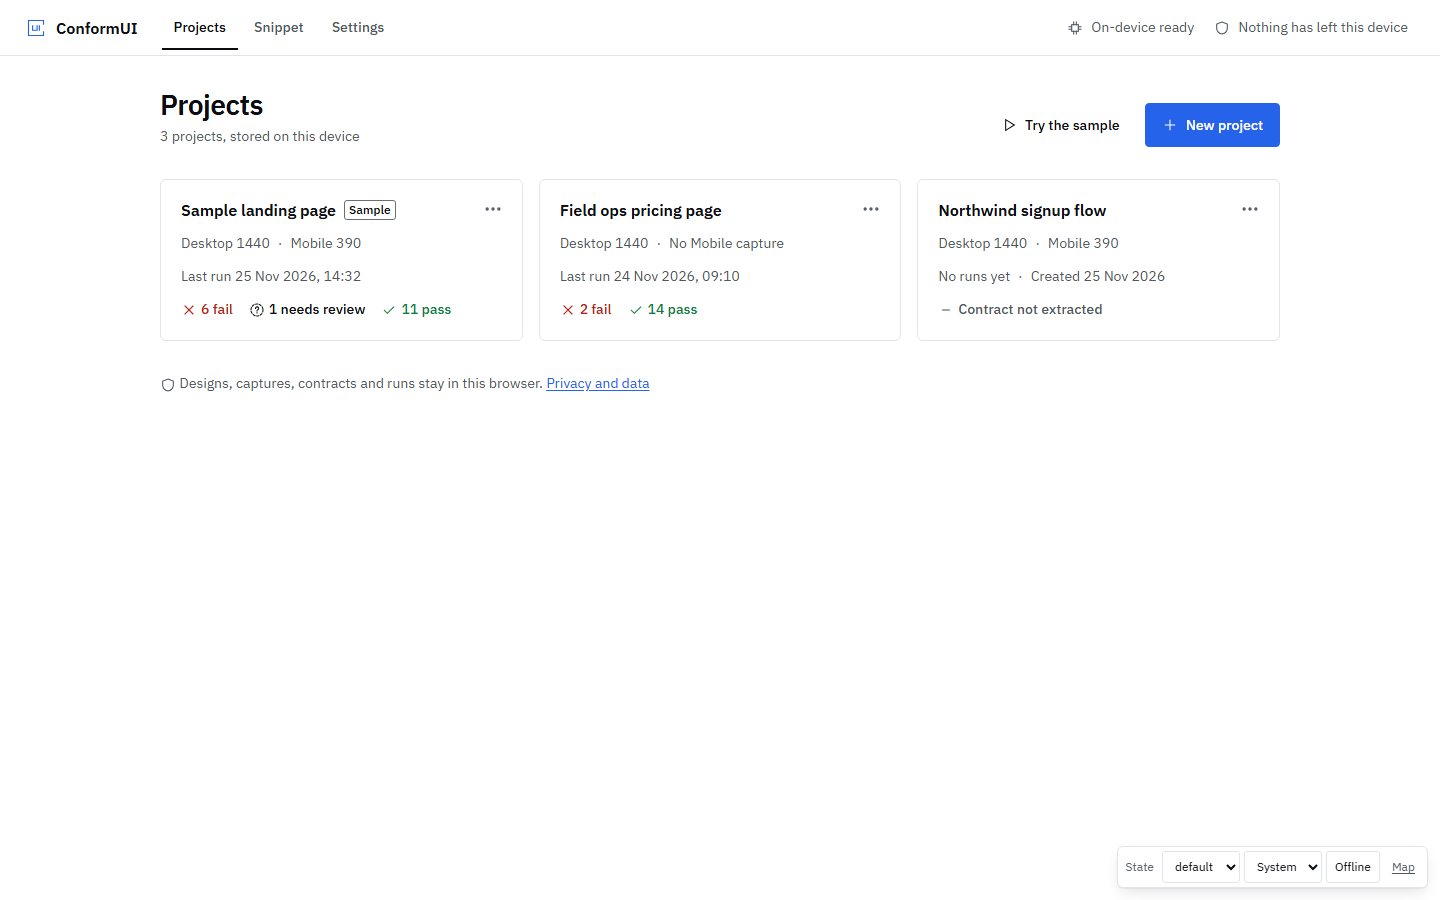 UI ConformUI Projects Snippet Settings On-device ready Nothing has left this device
Projects
3 projects, stored on this device
Try the sample
New project
Sample landing page Sample
Desktop 1440 · Mobile 390
Last run 25 Nov 2026, 14:32
6 fail 1 needs review 11 pass
Field ops pricing page
Desktop 1440 · No Mobile capture
Last run 24 Nov 2026, 09:10
2 fail 14 pass
Northwind signup flow
Desktop 1440 · Mobile 390
No runs yet · Created 25 Nov 2026
Contract not extracted
Designs, captures, contracts and runs stay in this browser. Privacy and data
State default System Offline Map